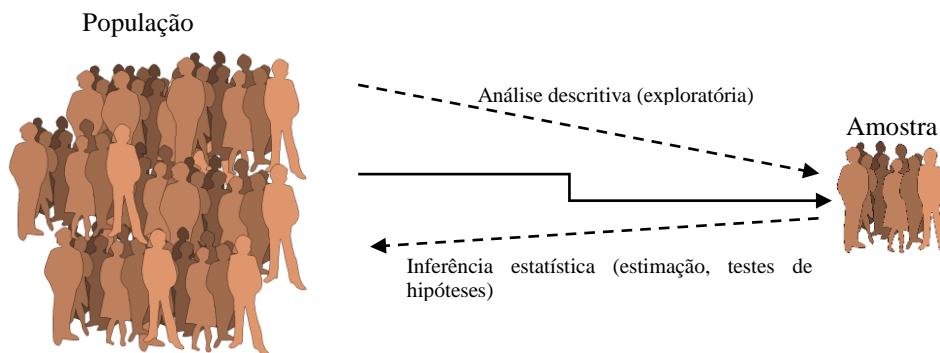 População
Análise descritiva (exploratória)
Amostra
Inferência estatística (estimação, testes de
hipóteses)